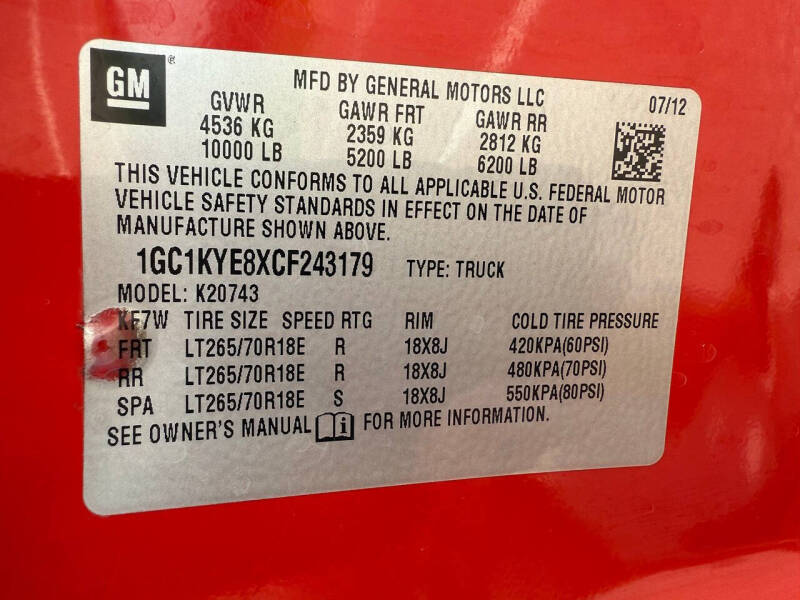 GM®
MFD BY GENERAL MOTORS LLC 07/12
GVWR GAWR FRT GAWR RR
4536 KG 2359 KG 2812 KG
10000 LB 5200 LB 6200 LB
THIS VEHICLE CONFORMS TO ALL APPLICABLE U.S. FEDERAL MOTOR
VEHICLE SAFETY STANDARDS IN EFFECT ON THE DATE OF
MANUFACTURE SHOWN ABOVE.
1GC1KYE8XCF243179 TYPE: TRUCK
MODEL: K20743
KF7W TIRE SIZE SPEED RTG RIM COLD TIRE PRESSURE
FRT LT265/70R18E R 18X8J 420KPA(60PSI)
RR LT265/70R18E R 18X8J 480KPA(70PSI)
SPA LT265/70R18E S 18X8J 550KPA(80PSI)
SEE OWNER'S MANUAL i FOR MORE INFORMATION.